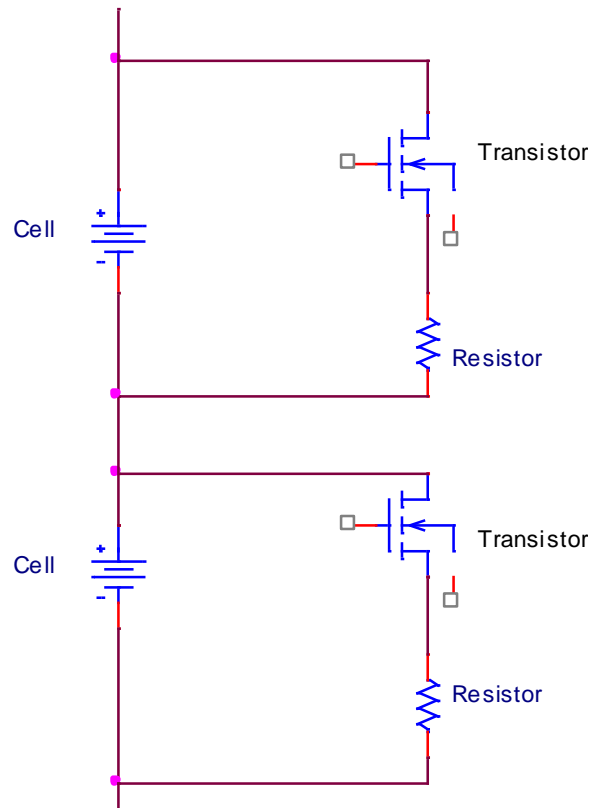 Transistor
+
Cell
-
Resistor
Transistor
+
Cell
-
Resistor